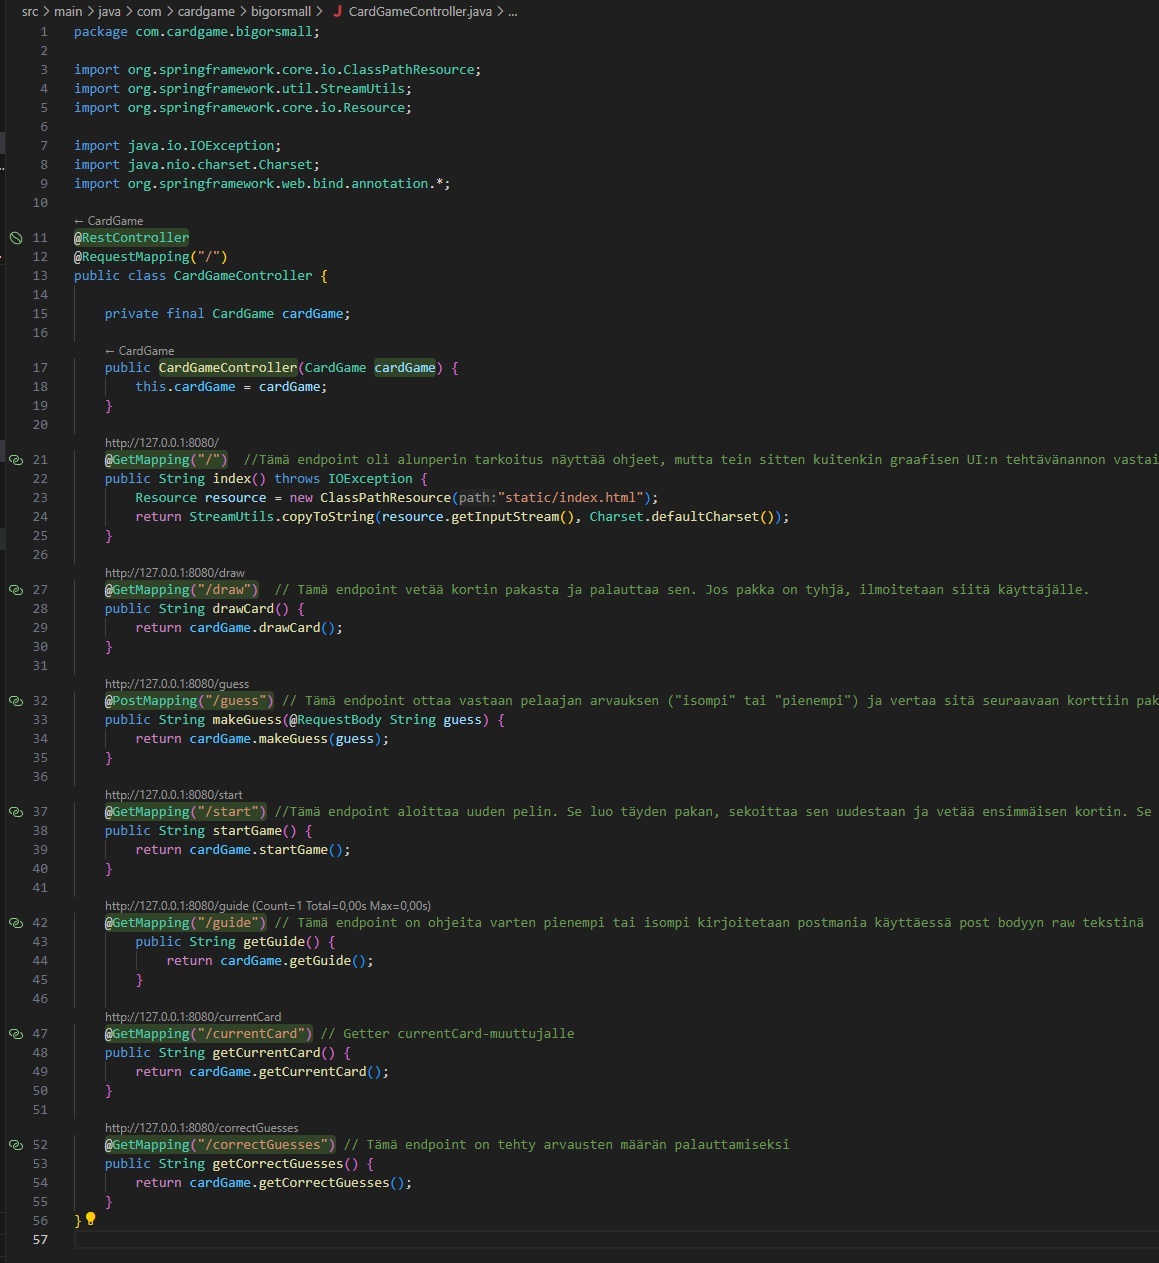 src > main > java > com > cardgame > bigorsmall > J CardGameController.java > ...
1 package com.cardgame.bigorsmall;
2
3 import org.springframework.core.io.ClassPathResource;
4 import org.springframework.util.StreamUtils;
5 import org.springframework.core.io.Resource;
6
7 import java.io.IOException;
8 import java.nio.charset.Charset;
9 import org.springframework.web.bind.annotation.*;
10
← CardGame
11 @RestController
12 @RequestMapping("/")
13 public class CardGameController {
14
15 private final CardGame cardGame;
16
← CardGame
17 public CardGameController(CardGame cardGame) {
18 this.cardGame = cardGame;
19 }
20
http://127.0.0.1:8080/
21 @GetMapping("/") //Tämä endpoint oli alunperin tarkoitus näyttää ohjeet, mutta tein sitten kuitenkin graafisen UI:n tehtävänannon vastai
22 public String index() throws IOException {
23 Resource resource = new ClassPathResource(path:"static/index.html");
24 return StreamUtils.copyToString(resource.getInputStream(), Charset.defaultCharset());
25 }
26
http://127.0.0.1:8080/draw
27 @GetMapping("/draw") // Tämä endpoint vetää kortin pakasta ja palauttaa sen. Jos pakka on tyhjä, ilmoitetaan siitä käyttäjälle.
28 public String drawCard() {
29 return cardGame.drawCard();
30 }
31
http://127.0.0.1:8080/guess
32 @PostMapping("/guess") // Tämä endpoint ottaa vastaan pelaajan arvauksen ("isompi" tai "pienempi") ja vertaa sitä seuraavaan korttiin pak
33 public String makeGuess(@RequestBody String guess) {
34 return cardGame.makeGuess(guess);
35 }
36
http://127.0.0.1:8080/start
37 @GetMapping("/start") //Tämä endpoint aloittaa uuden pelin. Se luo täyden pakan, sekoittaa sen uudestaan ja vetää ensimmäisen kortin. Se
38 public String startGame() {
39 return cardGame.startGame();
40 }
41
http://127.0.0.1:8080/guide (Count=1 Total=0,00s Max=0,00s)
42 @GetMapping("/guide") // Tämä endpoint on ohjeita varten pienempi tai isompi kirjoitetaan postmania käyttäessä post bodyyn raw tekstinä
43 public String getGuide() {
44 return cardGame.getGuide();
45 }
46
http://127.0.0.1:8080/currentCard
47 @GetMapping("/currentCard") // Getter currentCard-muuttujalle
48 public String getCurrentCard() {
49 return cardGame.getCurrentCard();
50 }
51
http://127.0.0.1:8080/correctGuesses
52 @GetMapping("/correctGuesses") // Tämä endpoint on tehty arvausten määrän palauttamiseksi
53 public String getCorrectGuesses() {
54 return cardGame.getCorrectGuesses();
55 }
56 }
57